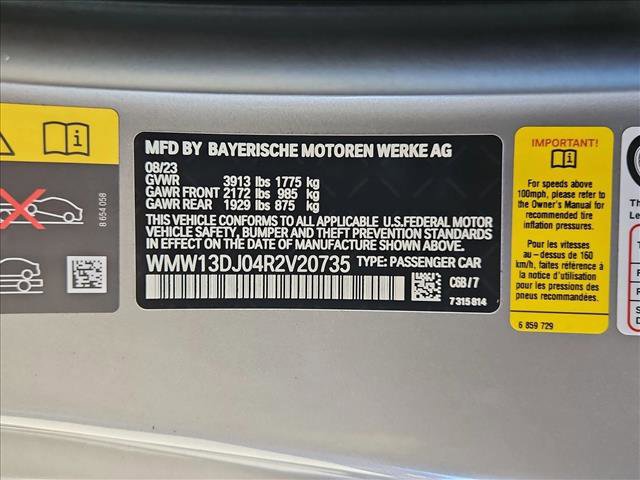 MFD BY BAYERISCHE MOTOREN WERKE AG
08/23
GVWR 3913 lbs 1775 kg
GAWR FRONT 2172 lbs 985 kg
GAWR REAR 1929 lbs 875 kg
THIS VEHICLE CONFORMS TO ALL APPLICABLE U.S.FEDERAL MOTOR
VEHICLE SAFETY, BUMPER AND THEFT PREVENTION STANDARDS
IN EFFECT ON THE DATE OF MANUFACTURE SHOWN ABOVE.
WMW13DJ04R2V20735 TYPE: PASSENGER CAR
C6B / 7
7315814
8 654 058
For speeds above
100mph, please refer to
the Owner's Manual for
recommended tire
inflation pressures.
Pour les vitesses
au-dessus de 160
km/h, faites référence à
la notice d'utilisation
des pressions des
pneus recommandées.
6 859 729